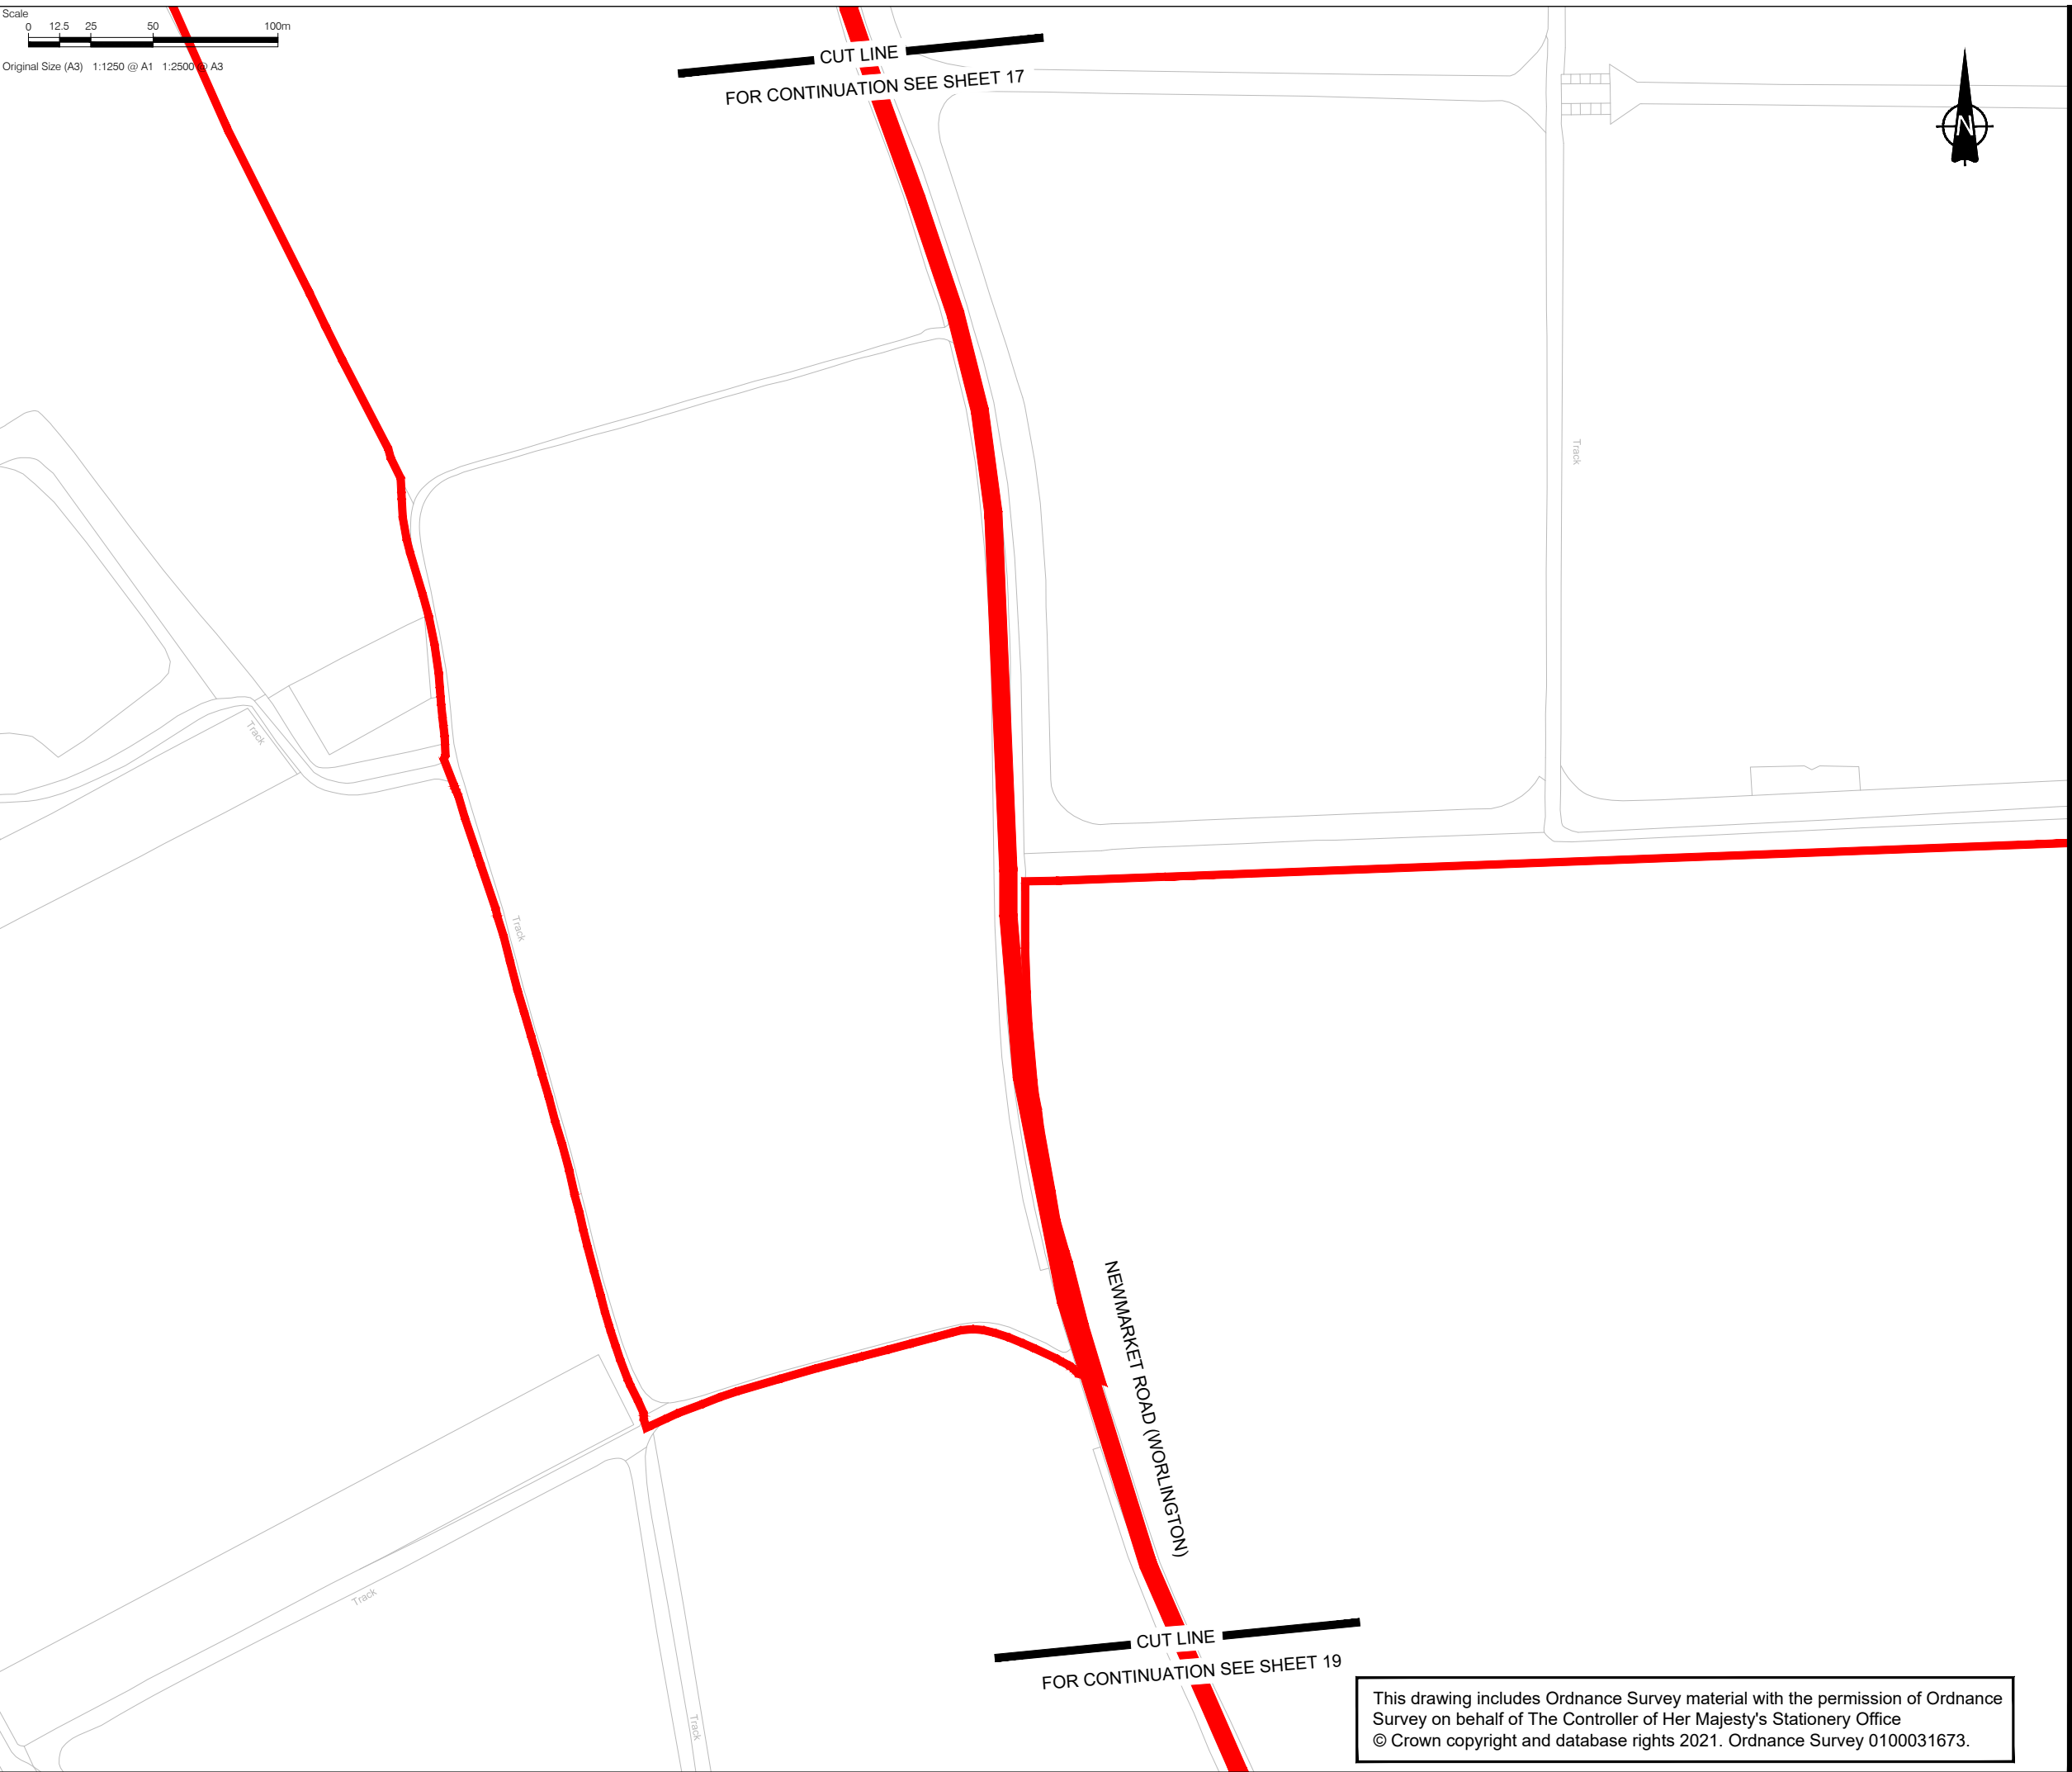 Scale
0 12.5 25 50 100m
Original Size (A3) 1:1250 @ A1 1:2500 @ A3
CUT LINE
FOR CONTINUATION SEE SHEET 17
N
Track
Track
Track
NEWMARKET ROAD (WORLINGTON)
Track
Track
CUT LINE
FOR CONTINUATION SEE SHEET 19
This drawing includes Ordnance Survey material with the permission of Ordnance
Survey on behalf of The Controller of Her Majesty's Stationery Office
© Crown copyright and database rights 2021. Ordnance Survey 0100031673.